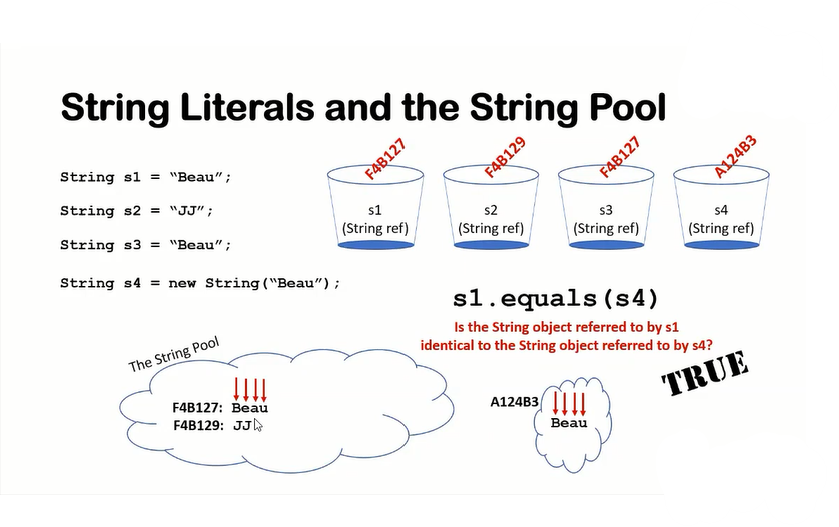 String Literals and the String Pool
String s1 = “Beau”;
String s2 = “JJ”;
String s3 = “Beau”;
String s4 = new String(“Beau”);
F4B127
s1
(String ref)
F4B129
s2
(String ref)
F4B127
s3
(String ref)
A124B3
s4
(String ref)
s1.equals(s4)
Is the String object referred to by s1
identical to the String object referred to by s4?
TRUE
The String Pool
F4B127: Beau
F4B129: JJ
A124B3
Beau